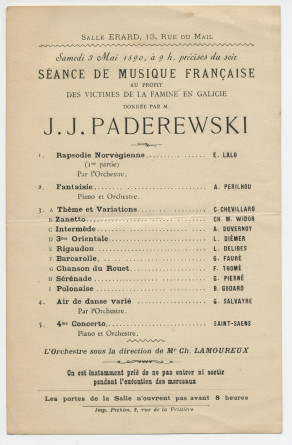 SALLE ERARD, 13, RUE DU MAIL
Samedi 3 Mai 1890, à 9 h. précises du soir
SÉANCE DE MUSIQUE FRANÇAISE
AU PROFIT
DES VICTIMES DE LA FAMINE EN GALICIE
DONNÉE PAR M.
J. J. PADEREWSKI
1. Rapsodie Norvégienne E. LALO
(1re partie)
Par l'Orchestre.
2. Fantaisie A. PERILHOU
Piano et Orchestre.
3. A Thème et Variations C. CHEVILLARD
B Zanetto CH. M. WIDOR
C Intermède A. DUVERNOY
D 3me Orientale L. DIÉMER
E Rigaudon L. DELIBES
F Barcarolle G. FAURÉ
G Chanson du Rouet F. THOMÉ
H Sérénade G. PIERNÉ
I Polonaise B. GODARD
4. Air de danse varié G. SALVAYRE
Par l'Orchestre.
5. 4me Concerto SAINT-SAENS
Piano et Orchestre.
L'Orchestre sous la direction de Mr Ch. LAMOUREUX
On est instamment prié de ne pas entrer ni sortir
pendant l'exécution des morceaux
Les portes de la Salle n'ouvrent pas avant 8 heures
Imp. 2, rue de la Vrillière